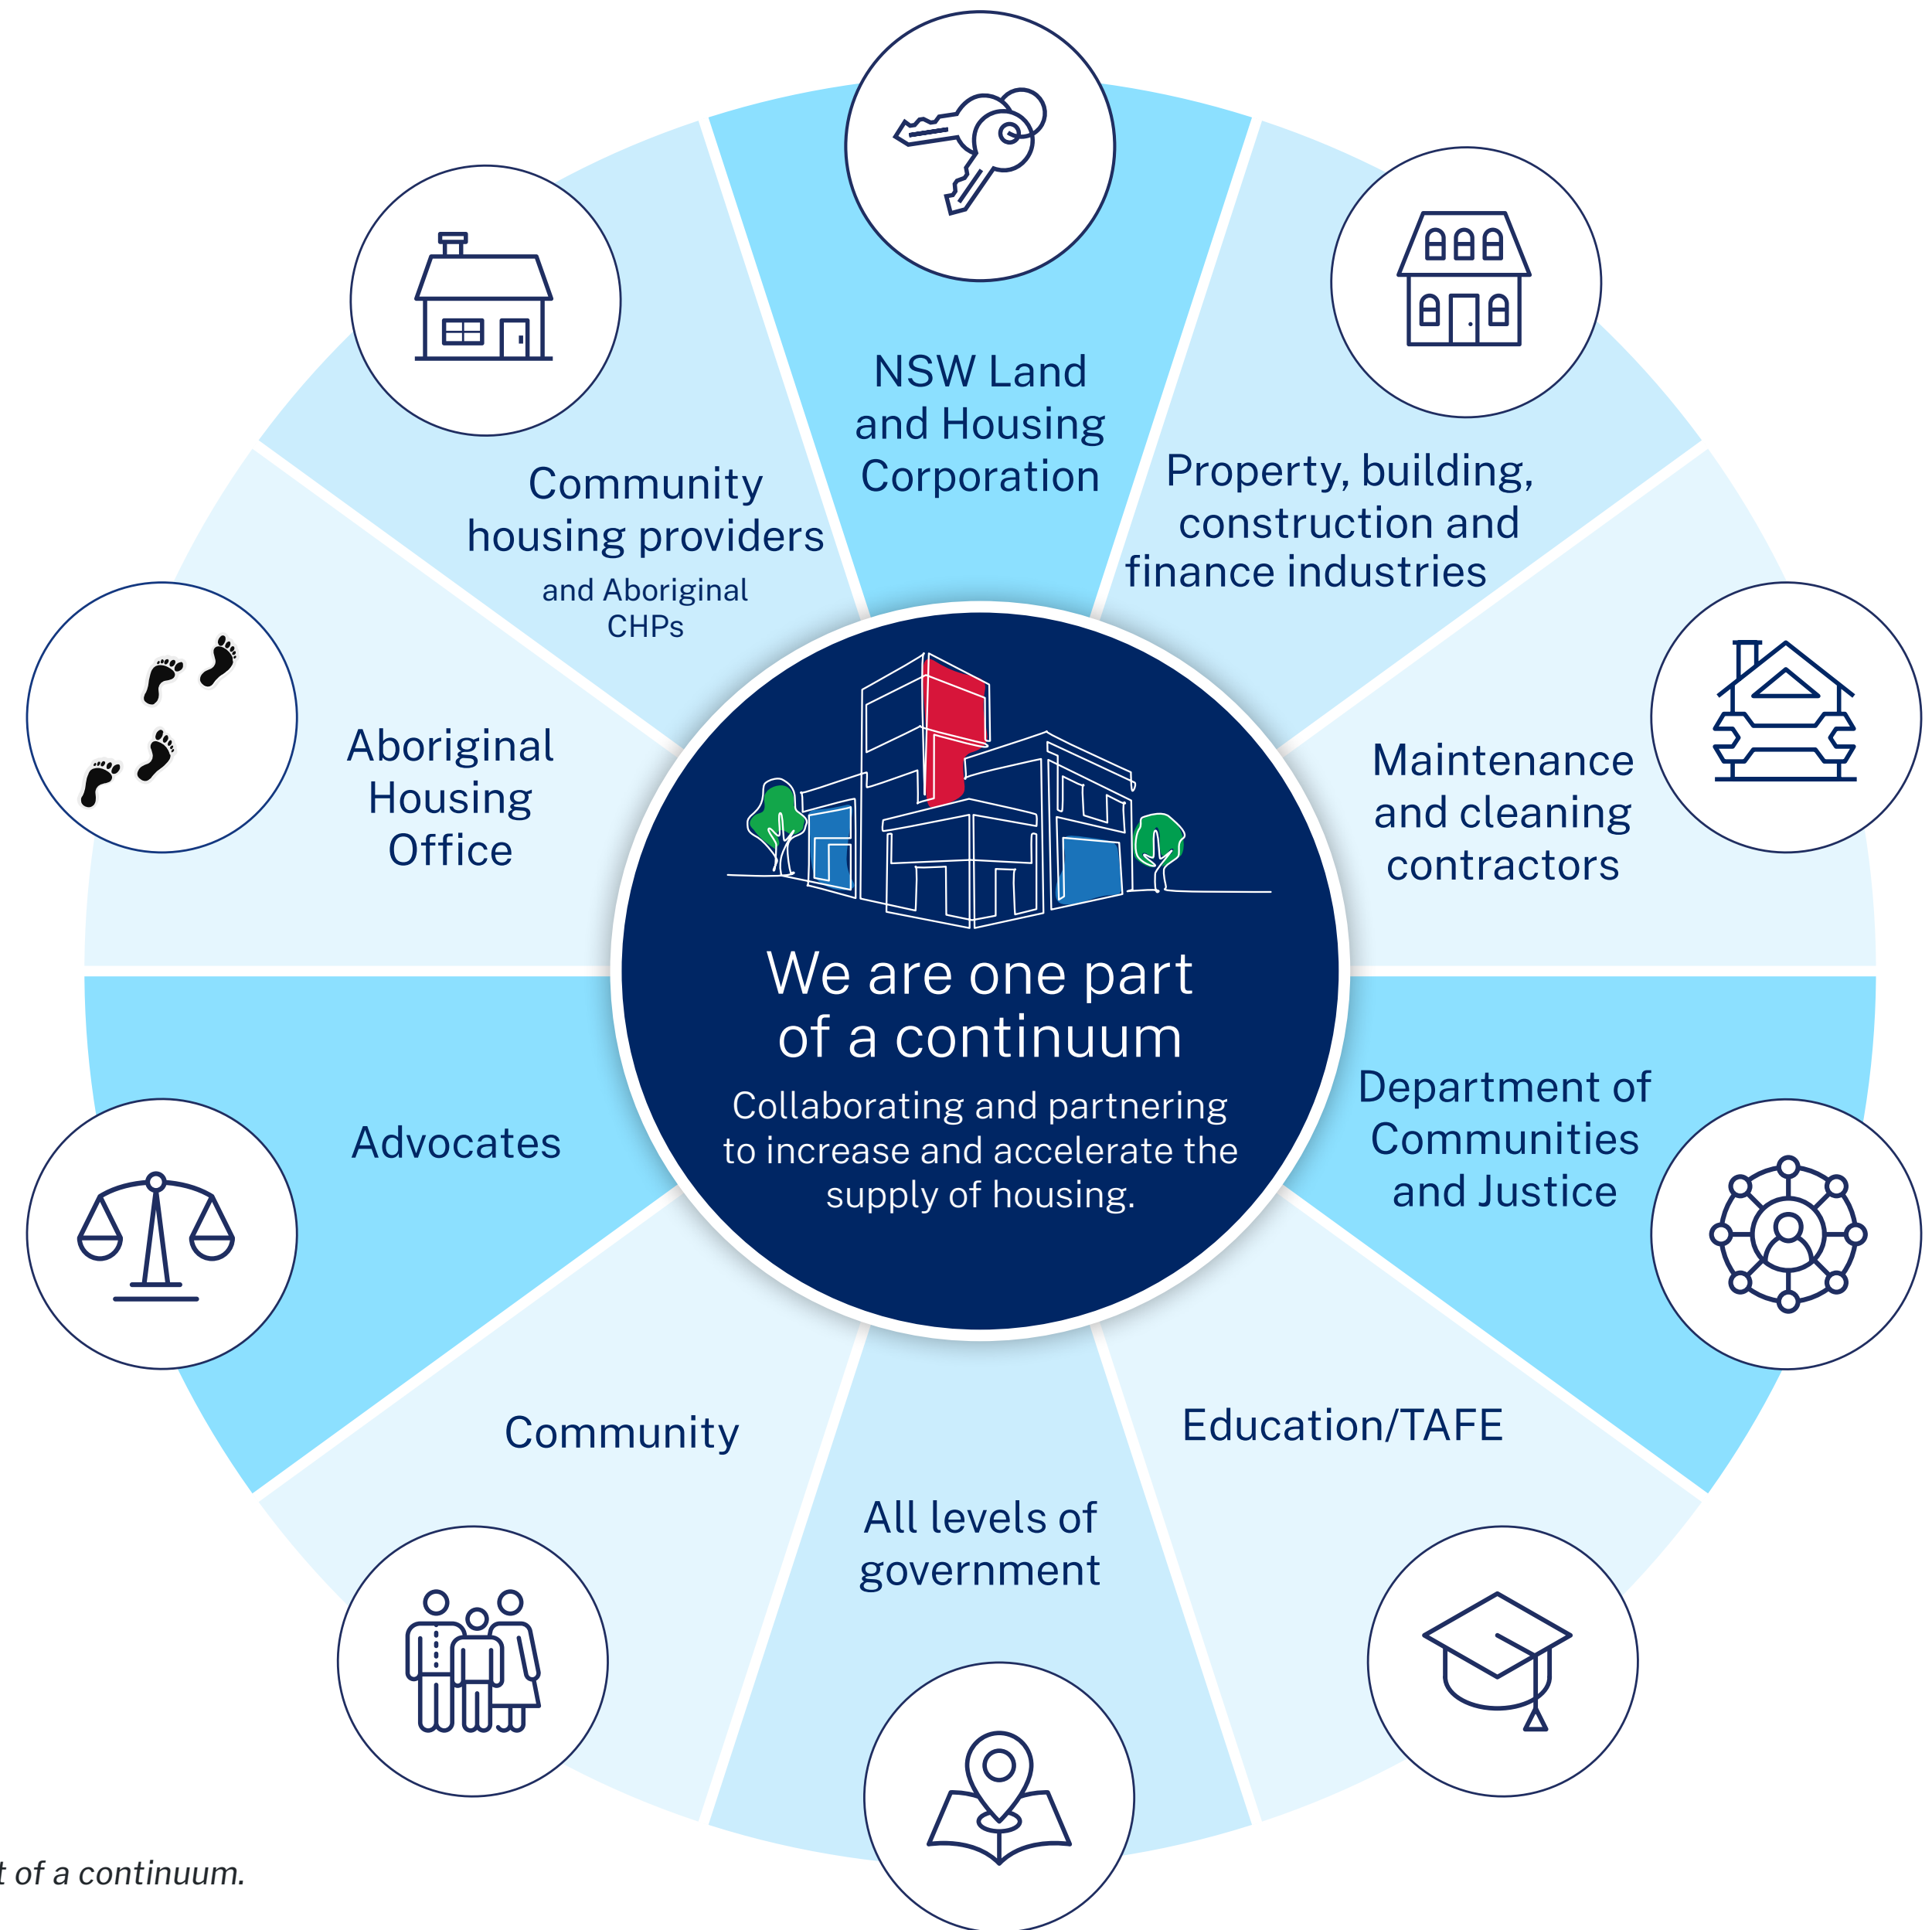 NSW Land
and Housing
Corporation
Property, building,
construction and
finance industries
Maintenance
and cleaning
contractors
Department of
Communities
and Justice
Education/TAFE
All levels of
government
Community
Advocates
Aboriginal
Housing
Office
Community
housing providers
and Aboriginal
CHPs
We are one part
of a continuum
Collaborating and partnering
to increase and accelerate the
supply of housing.
of a continuum.